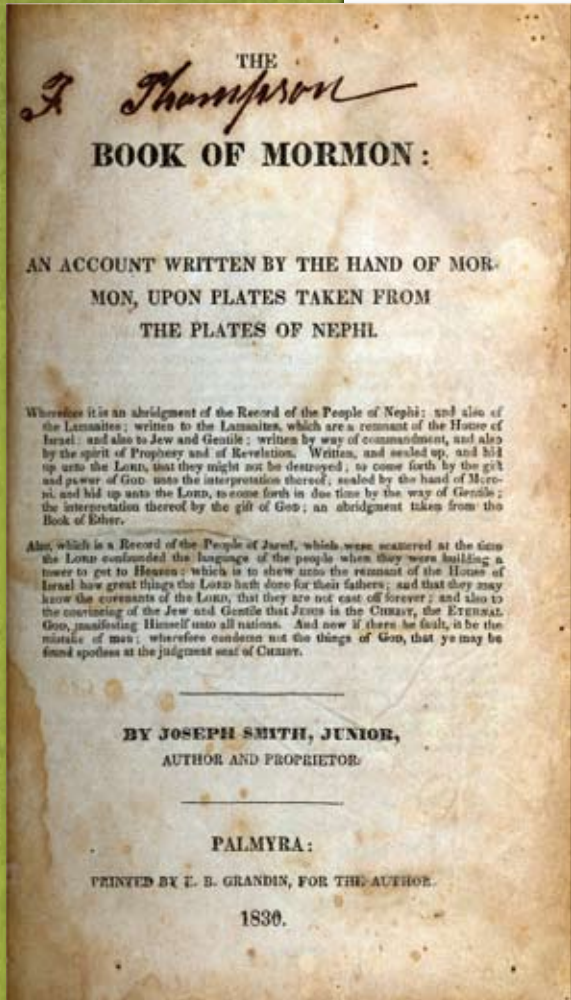 THE
F Thompson
BOOK OF MORMON:
AN ACCOUNT WRITTEN BY THE HAND OF MOR-
MON, UPON PLATES TAKEN FROM
THE PLATES OF NEPHI.
Wherefore it is an abridgment of the Record of the People of Nephi; and also of
the Lamanites; written to the Lamanites, which are a remnant of the House of
Israel; and also to Jew and Gentile; written by way of commandment, and also
by the spirit of Prophesy and of Revelation. Written, and sealed up, and hid
up unto the LORD, that they might not be destroyed; to come forth by the gift
and power of GOD unto the interpretation thereof; sealed by the hand of Moro-
ni, and hid up unto the LORD, to come forth in due time by the way of Gentile;
the interpretation thereof by the gift of GOD; an abridgment taken from the
Book of Ether.
Also, which is a Record of the People of Jared, which were scattered at the time
the LORD confounded the language of the people when they were building a
tower to get to Heaven: which is to shew unto the remnant of the House of
Israel how great things the LORD hath done for their fathers; and that they may
know the covenants of the LORD, that they are not cast off forever; and also to
the convincing of the Jew and Gentile that JESUS is the CHRIST, the ETERNAL
GOD, manifesting Himself unto all nations. And now if there be fault, it be the
mistake of men; wherefore condemn not the things of GOD, that ye may be
found spotless at the judgment seat of CHRIST.
BY JOSEPH SMITH, JUNIOR,
AUTHOR AND PROPRIETOR.
PALMYRA:
PRINTED BY E. B. GRANDIN, FOR THE AUTHOR.
1830.